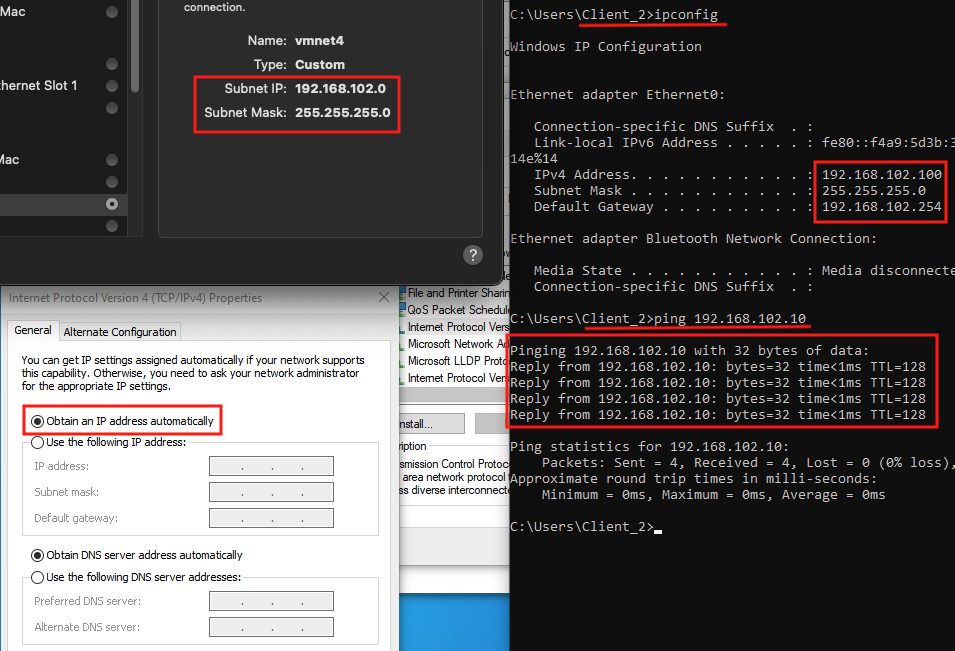 Mac
connection.
Name: vmnet4
Type: Custom
Subnet IP: 192.168.102.0
Subnet Mask: 255.255.255.0
hernet Slot 1
Mac
?
Internet Protocol Version 4 (TCP/IPv4) Properties
General
Alternate Configuration
You can get IP settings assigned automatically if your network supports
this capability. Otherwise, you need to ask your network administrator
for the appropriate IP settings.
Obtain an IP address automatically
Use the following IP address:
IP address:
Subnet mask:
Default gateway:
Obtain DNS server address automatically
Use the following DNS server addresses:
Preferred DNS server:
Alternate DNS server:
File and Printer Sharin
QoS Packet Schedule
Internet Protocol Vers
Microsoft Network Ad
Microsoft LLDP Proto
Internet Protocol Vers
nstall...
ription
smission Control Protoco
area network protocol
ss diverse interconnecte
C:\Users\Client_2>ipconfig
Windows IP Configuration
Ethernet adapter Ethernet0:
Connection-specific DNS Suffix . :
Link-local IPv6 Address . . . . . : fe80::f4a9:5d3b:3
14e%14
IPv4 Address. . . . . . . . . . . : 192.168.102.100
Subnet Mask . . . . . . . . . . . : 255.255.255.0
Default Gateway . . . . . . . . . : 192.168.102.254
Ethernet adapter Bluetooth Network Connection:
Media State . . . . . . . . . . . : Media disconnecte
Connection-specific DNS Suffix . :
C:\Users\Client_2>ping 192.168.102.10
Pinging 192.168.102.10 with 32 bytes of data:
Reply from 192.168.102.10: bytes=32 time<1ms TTL=128
Reply from 192.168.102.10: bytes=32 time<1ms TTL=128
Reply from 192.168.102.10: bytes=32 time<1ms TTL=128
Reply from 192.168.102.10: bytes=32 time<1ms TTL=128
Ping statistics for 192.168.102.10:
Packets: Sent = 4, Received = 4, Lost = 0 (0% loss),
Approximate round trip times in milli-seconds:
Minimum = 0ms, Maximum = 0ms, Average = 0ms
C:\Users\Client_2>